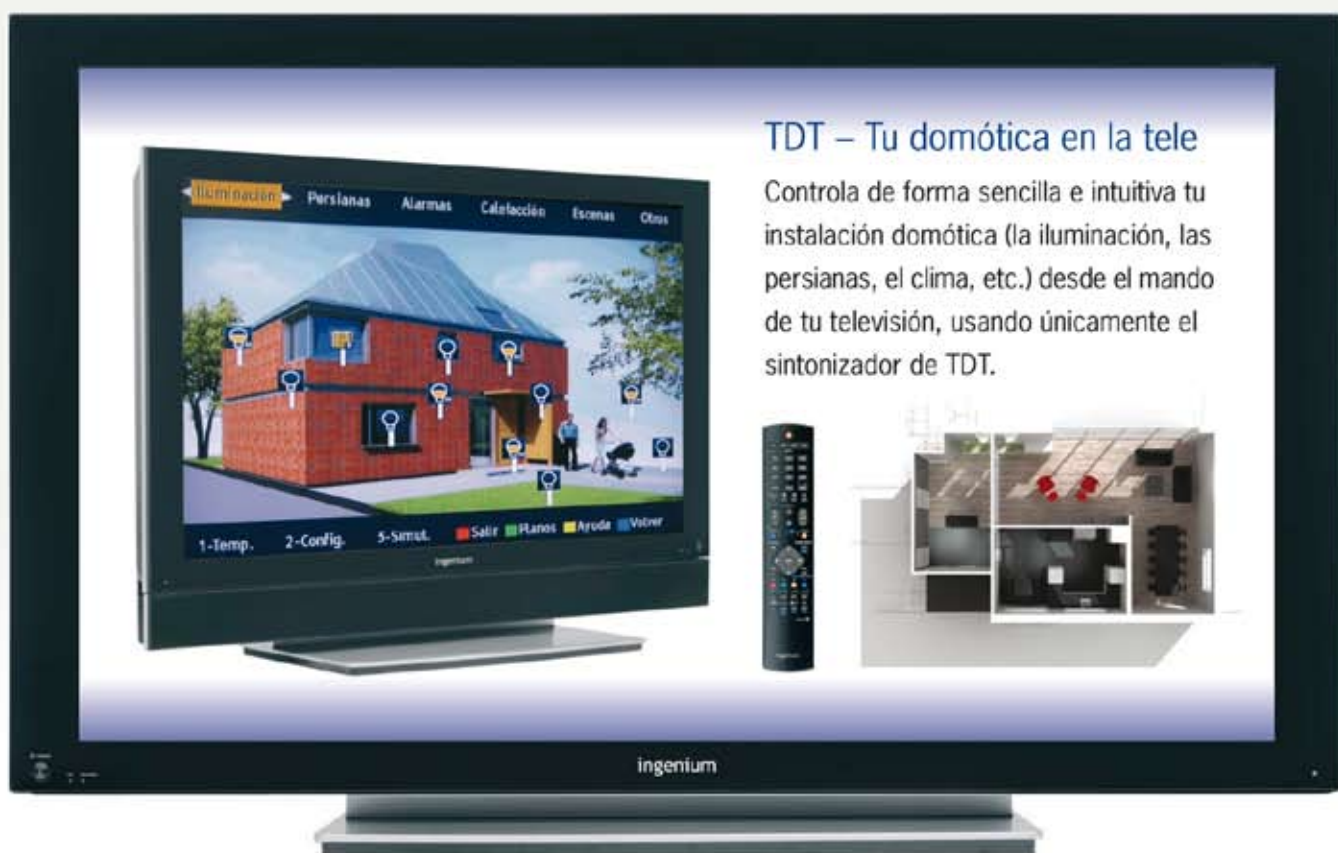 TDT – Tu domótica en la tele
Controla de forma sencilla e intuitiva tu
instalación domótica (la iluminación, las
persianas, el clima, etc.) desde el mando
de tu televisión, usando únicamente el
sintonizador de TDT.
Iluminación Persianas Alarmas Calefacción Escenas Otros
1-Temp. 2-Config. 3-Simul. Salir Planos Ayuda Volver
ingenium
ingenium